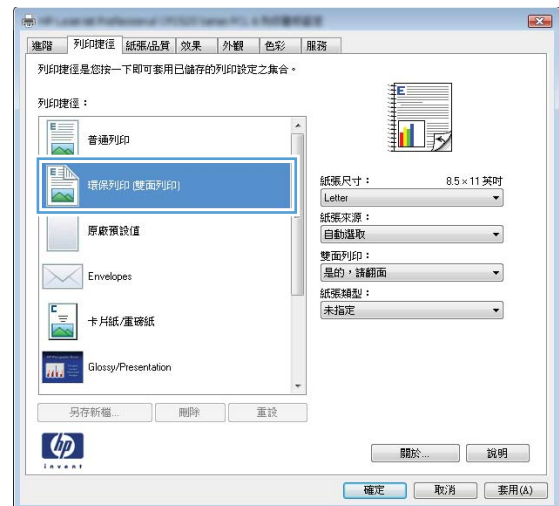 進階 列印捷徑 紙張/品質 效果 外觀 色彩 服務
列印捷徑是您按一下即可套用已儲存的列印設定之集合。
列印捷徑：
普通列印
環保列印 (雙面列印)
原廠預設值
Envelopes
卡片紙/重磅紙
Glossy/Presentation
紙張尺寸： 8.5 × 11 英吋
Letter
紙張來源：
自動選取
雙面列印：
是的，請翻面
紙張類型：
未指定
另存新檔... 刪除 重設
hp
invent
關於... 說明
確定 取消 套用(A)